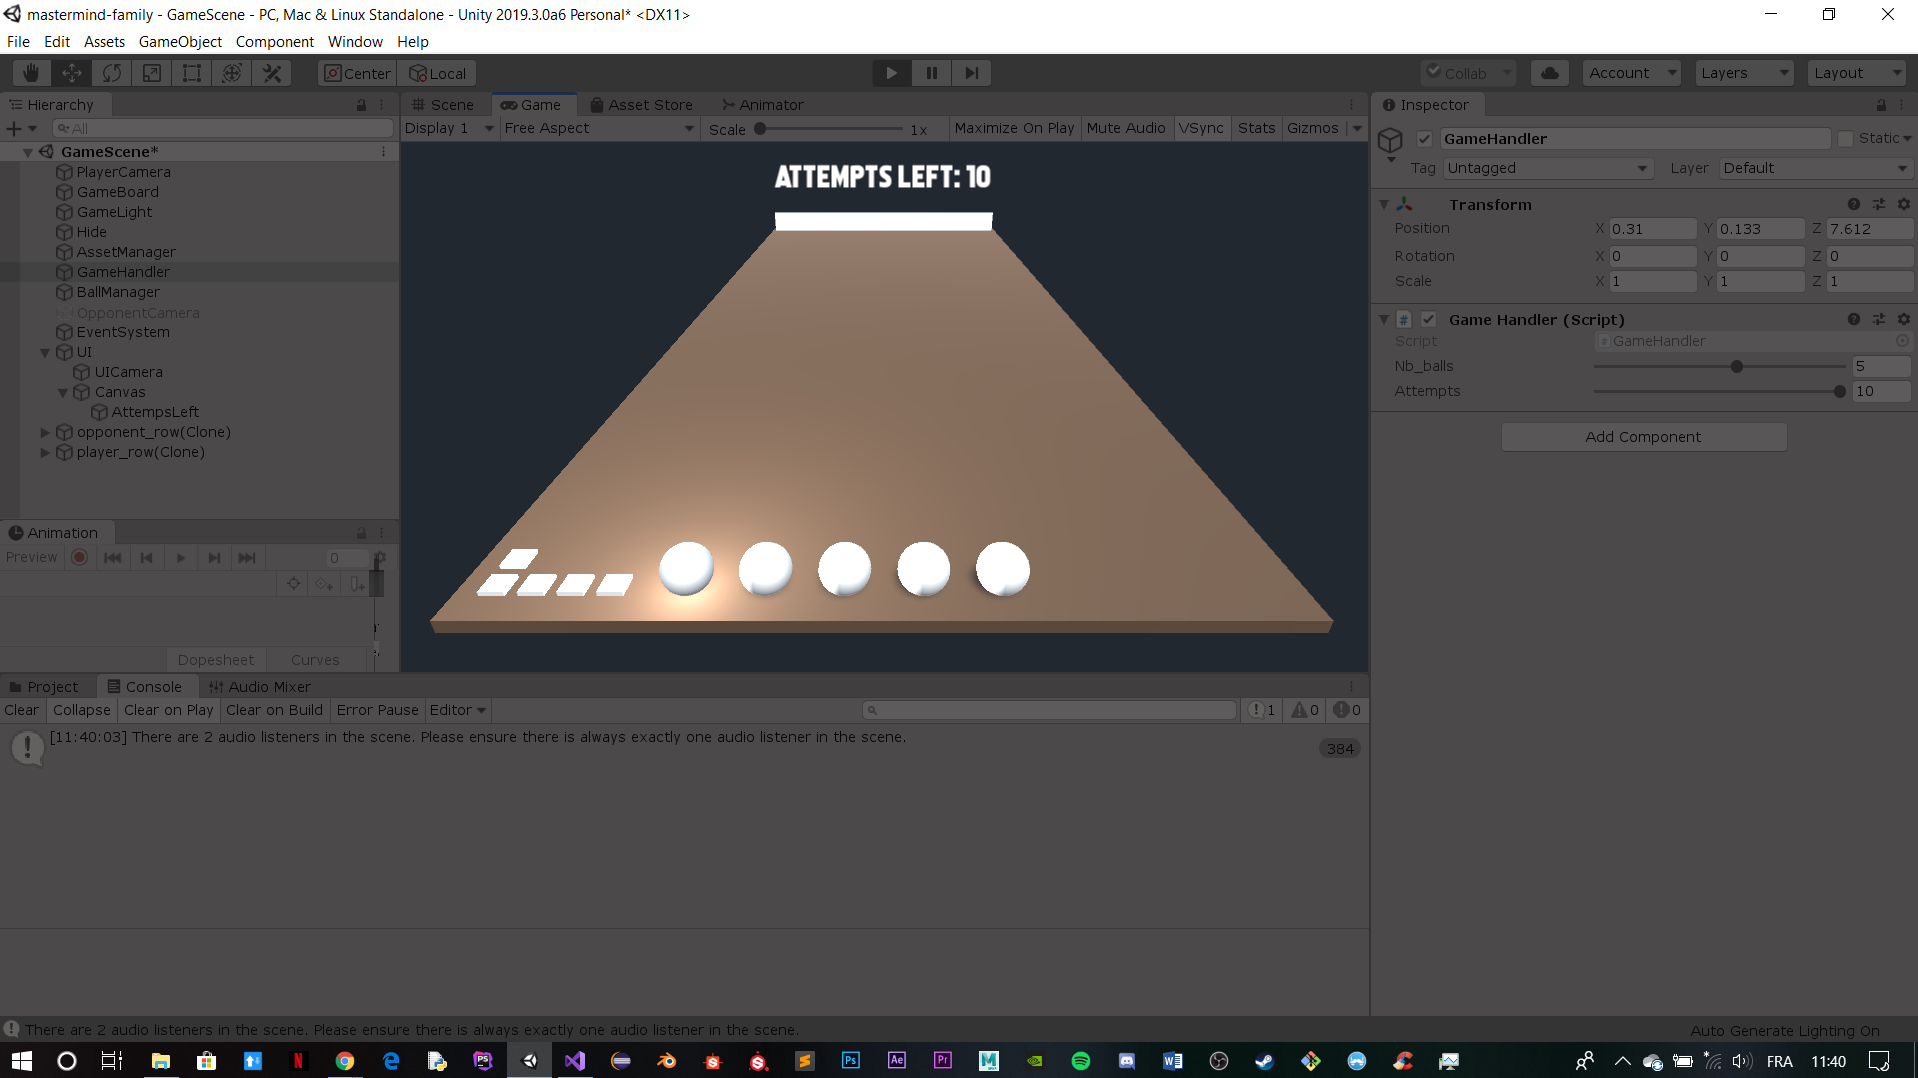 mastermind-family - GameScene - PC, Mac & Linux Standalone - Unity 2019.3.0a6 Personal* <DX11>
File Edit Assets GameObject Component Window Help
Center Local Collab Account Layers Layout
Hierarchy
All
GameScene*
PlayerCamera
GameBoard
GameLight
Hide
AssetManager
GameHandler
BallManager
OpponentCamera
EventSystem
UI
UICamera
Canvas
AttempsLeft
opponent_row(Clone)
player_row(Clone)
Animation
Preview 0
Dopesheet Curves
Scene Game Asset Store Animator
Display 1 Free Aspect Scale 1x Maximize On Play Mute Audio VSync Stats Gizmos
ATTEMPTS LEFT: 10
Inspector
GameHandler Static
Tag Untagged Layer Default
Transform
Position X 0.31 Y 0.133 Z 7.612
Rotation X 0 Y 0 Z 0
Scale X 1 Y 1 Z 1
# Game Handler (Script)
Script # GameHandler
Nb_balls 5
Attempts 10
Add Component
Project Console Audio Mixer
Clear Collapse Clear on Play Clear on Build Error Pause Editor 1 0 0
[11:40:03] There are 2 audio listeners in the scene. Please ensure there is always exactly one audio listener in the scene.
384
There are 2 audio listeners in the scene. Please ensure there is always exactly one audio listener in the scene.
Auto Generate Lighting On
N PS Ps Ae Pr M W FRA 11:40